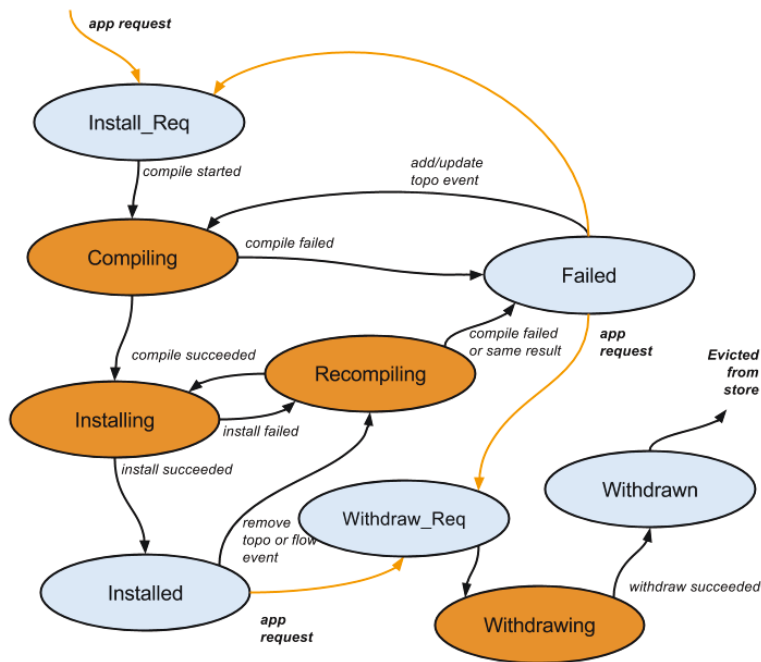 app request
Install_Req
add/update
topo event
compile started
compile failed
Compiling
Failed
compile failed
or same result
app
request
compile succeeded
Recompiling
Evicted
from
store
Installing
install failed
install succeeded
Withdrawn
remove
topo or flow
event
Withdraw_Req
Installed
withdraw succeeded
app
request
Withdrawing